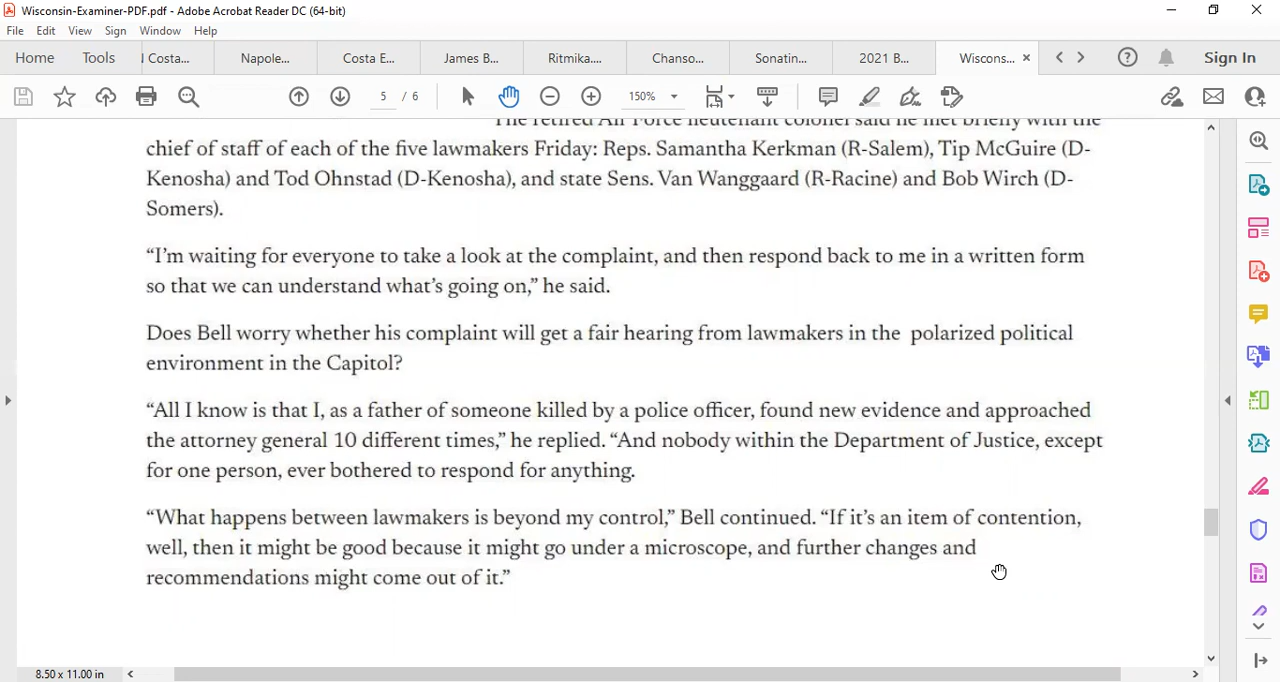 Wisconsin-Examiner-PDF.pdf - Adobe Acrobat Reader DC (64-bit)
File Edit View Sign Window Help
Home Tools l Costa... Napole... Costa E... James B... Ritmika.... Chanso... Sonatin... 2021 B... Wiscons... × Sign In
5 / 6 150%
The retired Air Force lieutenant colonel said he met briefly with the
chief of staff of each of the five lawmakers Friday: Reps. Samantha Kerkman (R-Salem), Tip McGuire (D-
Kenosha) and Tod Ohnstad (D-Kenosha), and state Sens. Van Wanggaard (R-Racine) and Bob Wirch (D-
Somers).
“I’m waiting for everyone to take a look at the complaint, and then respond back to me in a written form
so that we can understand what’s going on,” he said.
Does Bell worry whether his complaint will get a fair hearing from lawmakers in the  polarized political
environment in the Capitol?
“All I know is that I, as a father of someone killed by a police officer, found new evidence and approached
the attorney general 10 different times,” he replied. “And nobody within the Department of Justice, except
for one person, ever bothered to respond for anything.
“What happens between lawmakers is beyond my control,” Bell continued. “If it’s an item of contention,
well, then it might be good because it might go under a microscope, and further changes and
recommendations might come out of it.”
8.50 x 11.00 in